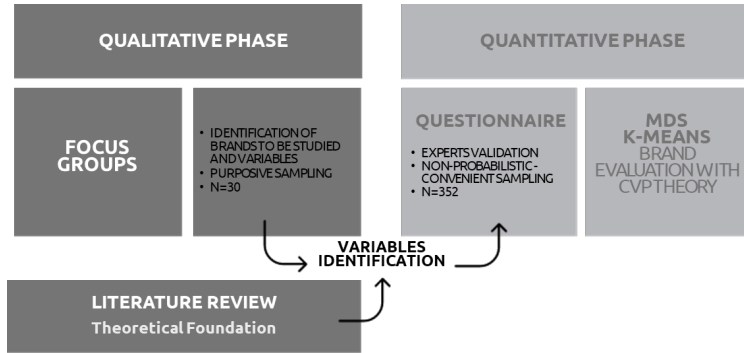 QUALITATIVE PHASE
FOCUS
GROUPS
• IDENTIFICATION OF
BRANDS TO BE STUDIED
AND VARIABLES
• PURPOSIVE SAMPLING
• N=30
QUANTITATIVE PHASE
QUESTIONNAIRE
• EXPERTS VALIDATION
• NON-PROBABILISTIC -
CONVENIENT SAMPLING
• N=352
MDS
K-MEANS
BRAND
EVALUATION WITH
CVP THEORY
VARIABLES
IDENTIFICATION
LITERATURE REVIEW
Theoretical Foundation